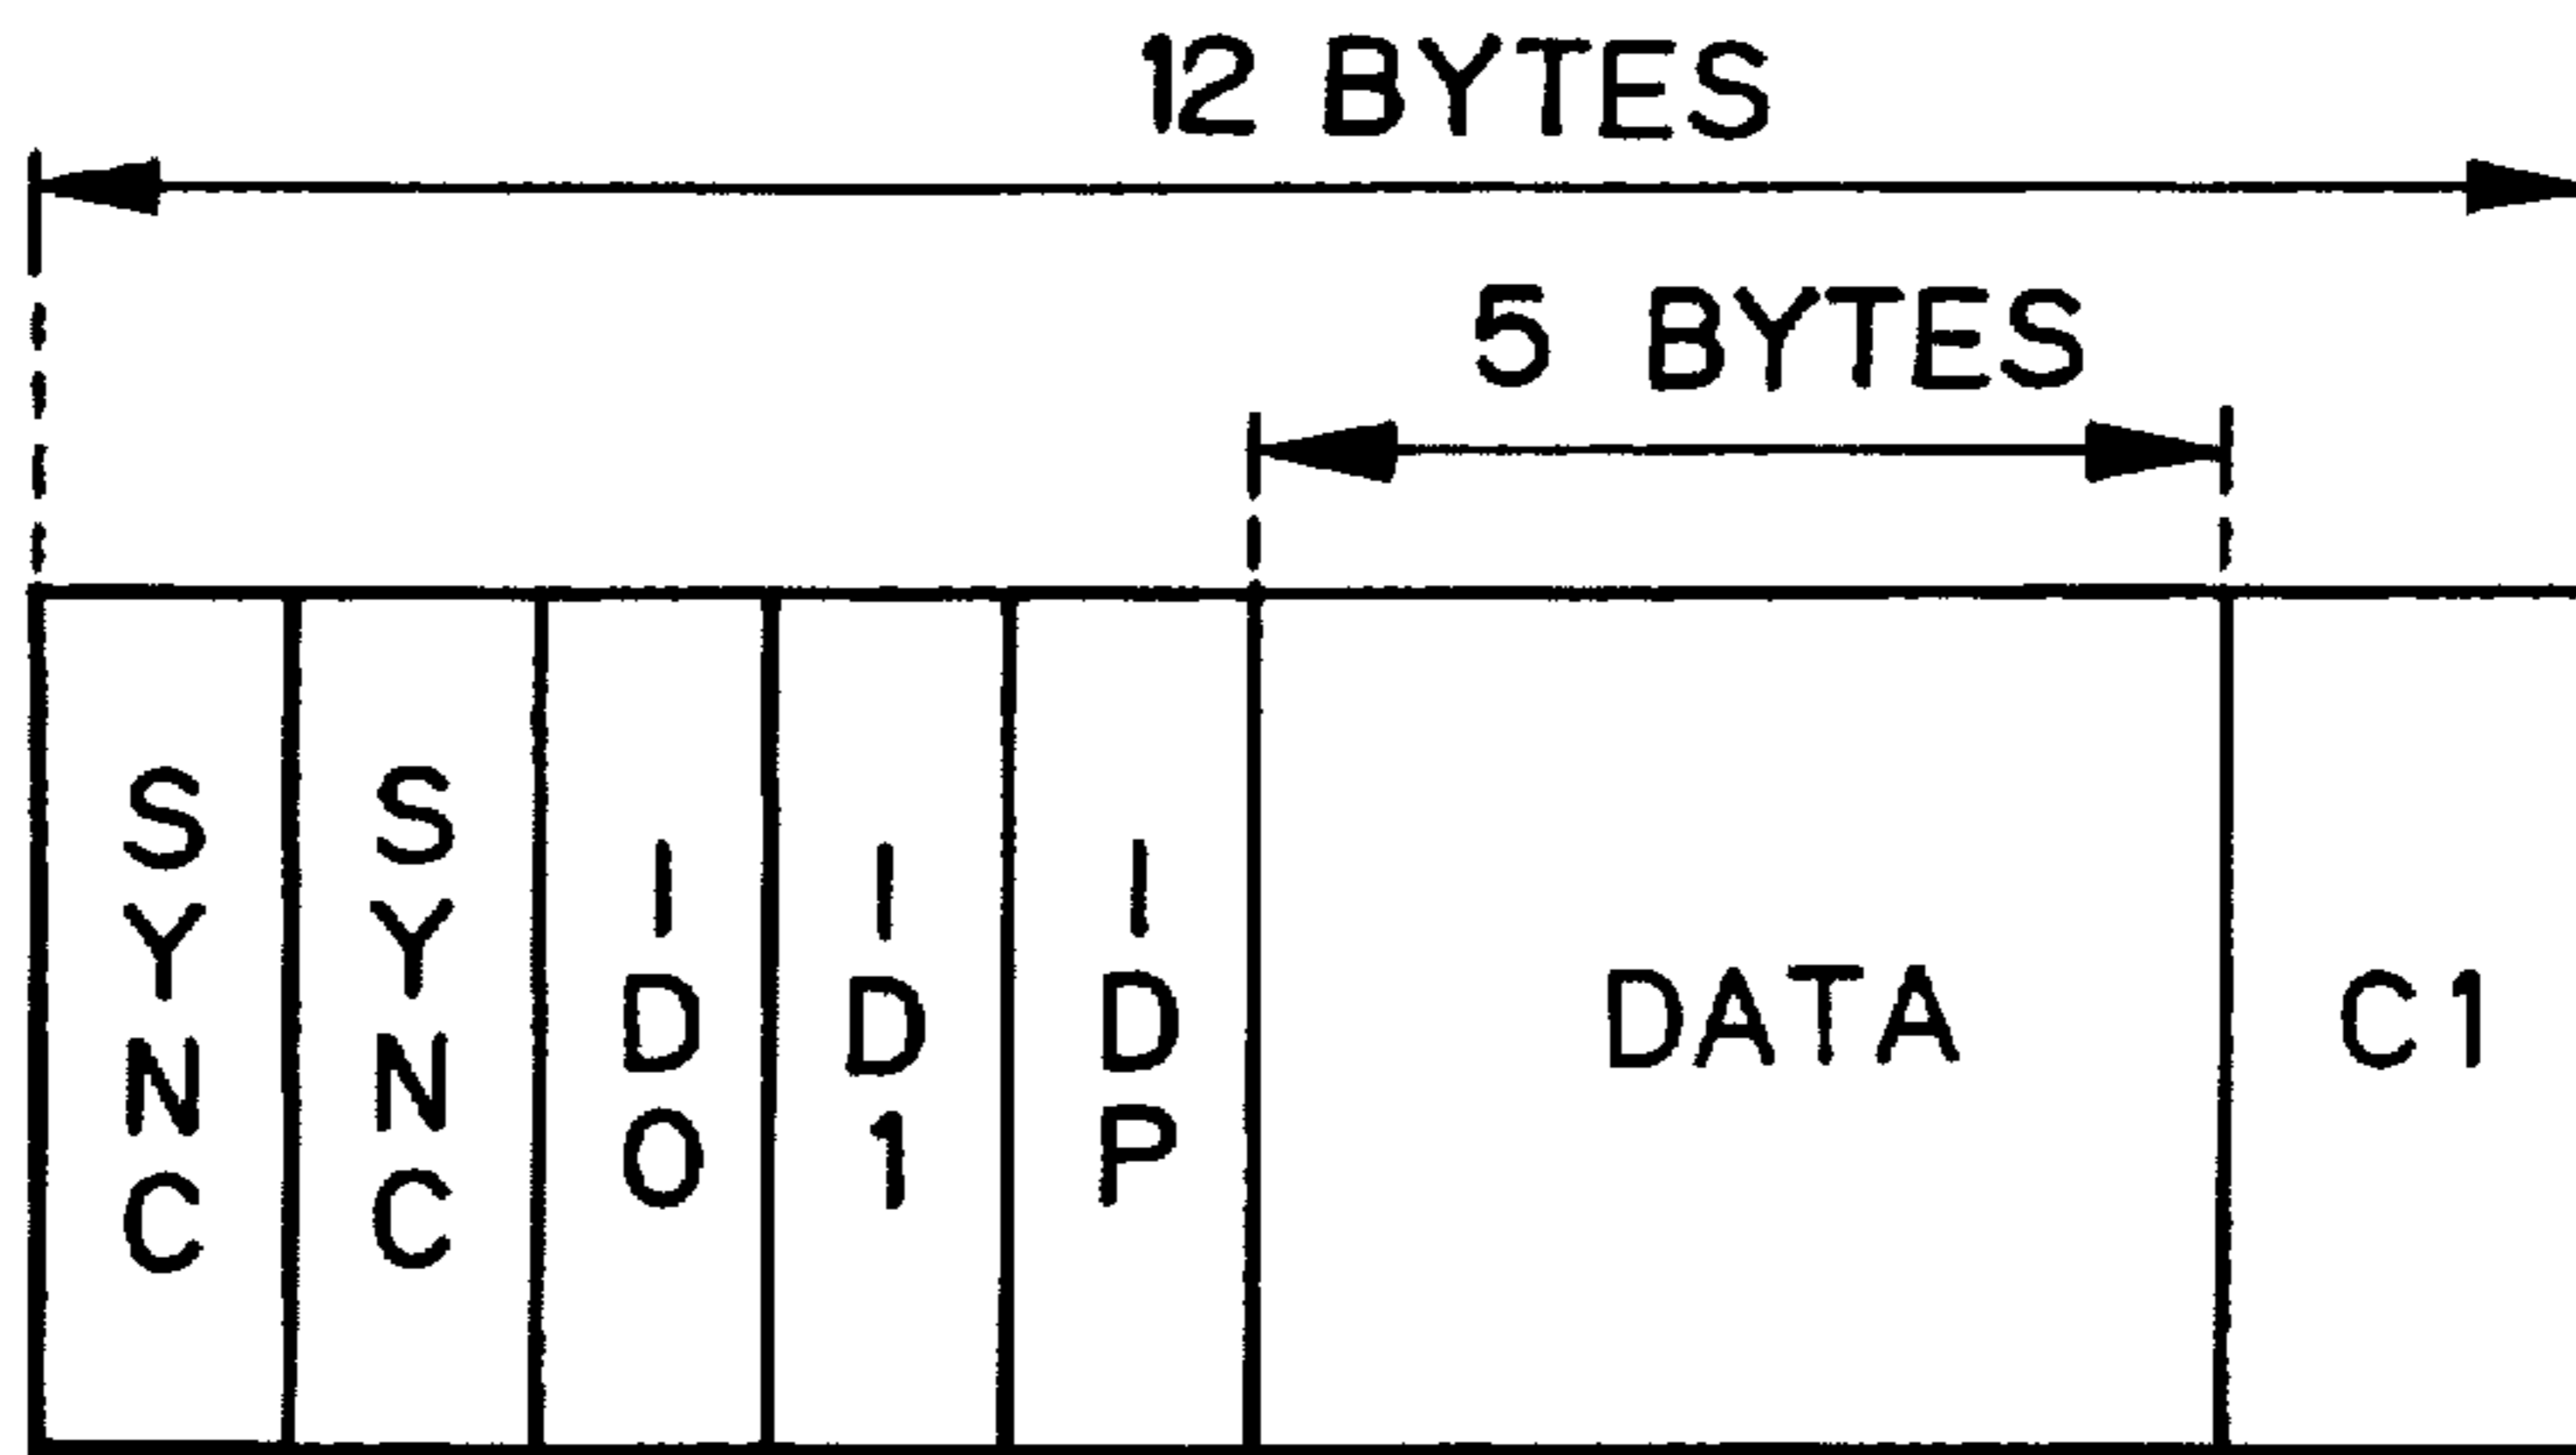 12 BYTES
5 BYTES
SYNC
SYNC
ID0
ID1
IDP
DATA
C1